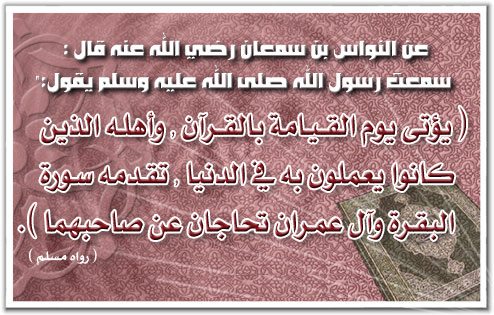 عن النواس بن سمعان رضي الله عنه قال :
سمعت رسول الله صلى الله عليه وسلم يقول:"
( يؤتى يوم القيامة بالقرآن , وأهله الذين
كانوا يعملون به في الدنيا , تقدمه سورة
البقرة وآل عمران تحاجان عن صاحبهما ).
( رواه مسلم )